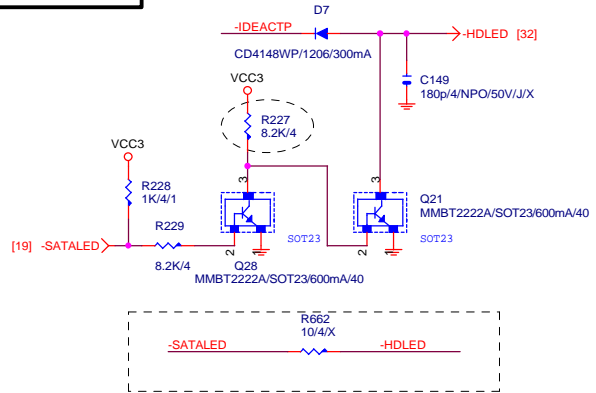 D7
-IDEACTP
-HDLED [32]
CD4148WP/1206/300mA
C149
180p/4/NPO/50V/J/X
VCC3
R227
8.2K/4
VCC3
R228
1K/4/1
3
3
Q21
MMBT2222A/SOT23/600mA/40
[19] -SATALED
R229
8.2K/4
SOT23
SOT23
2
1
2
1
Q28
MMBT2222A/SOT23/600mA/40
R662
10/4/X
-SATALED
-HDLED